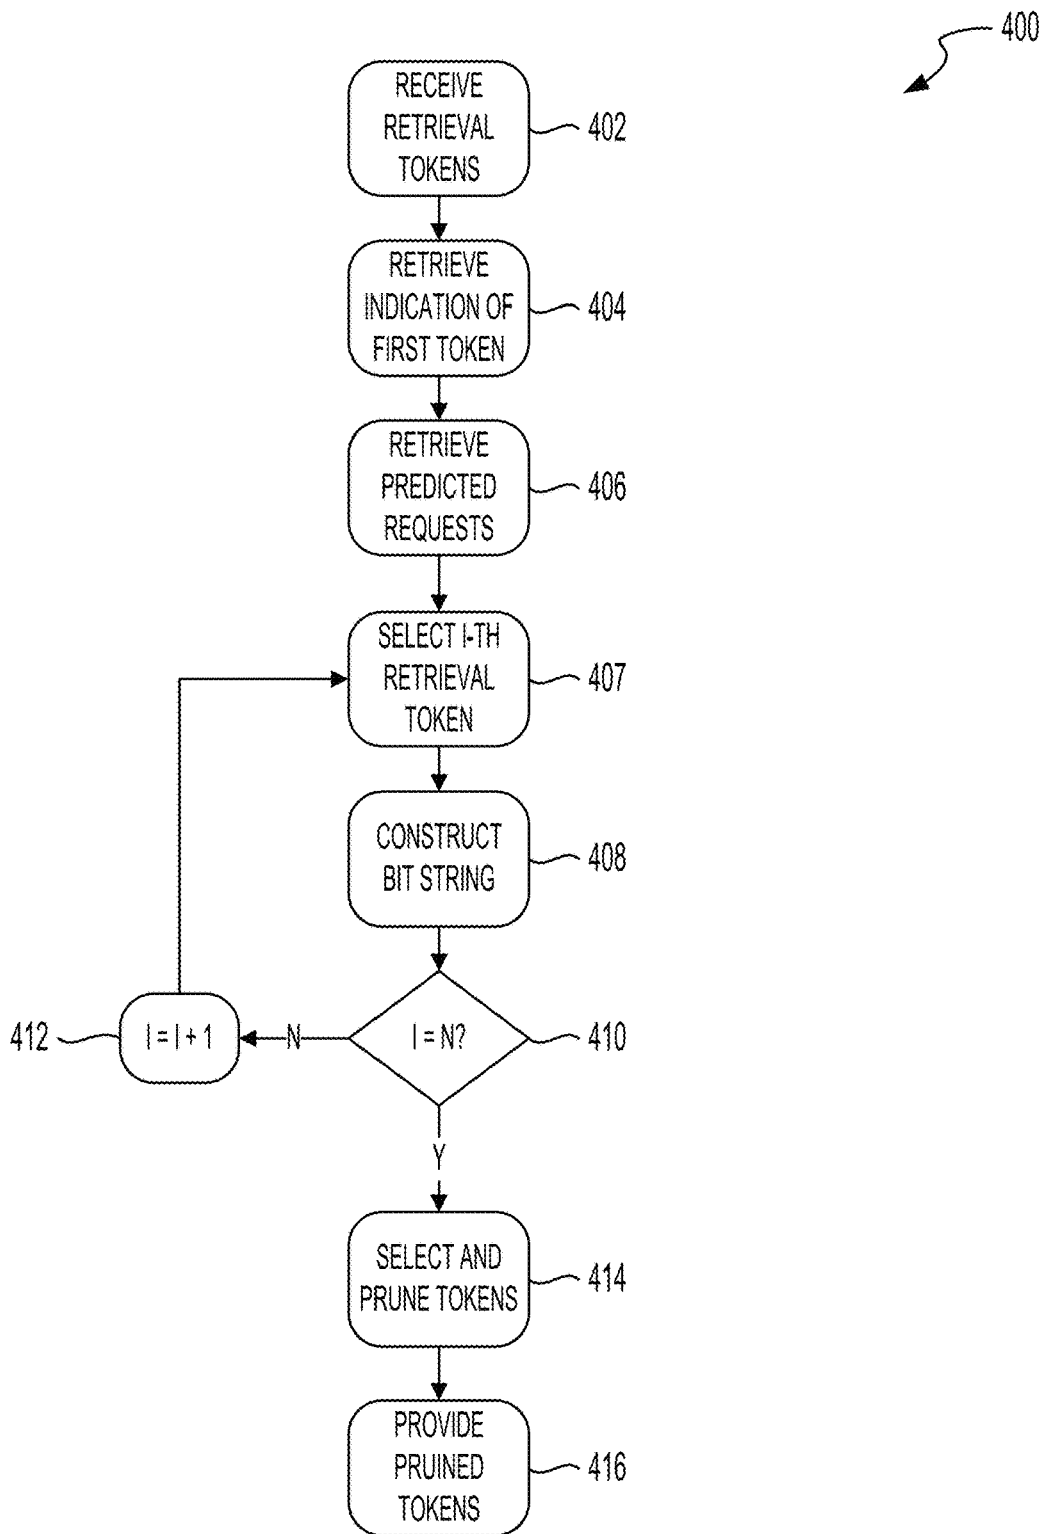 400
RECEIVE
RETRIEVAL
TOKENS
402
RETRIEVE
INDICATION OF
FIRST TOKEN
404
RETRIEVE
PREDICTED
REQUESTS
406
SELECT I-TH
RETRIEVAL
TOKEN
407
CONSTRUCT
BIT STRING
408
412
I = I + 1
N
I = N?
410
Y
SELECT AND
PRUNE TOKENS
414
PROVIDE
PRUINED
TOKENS
416